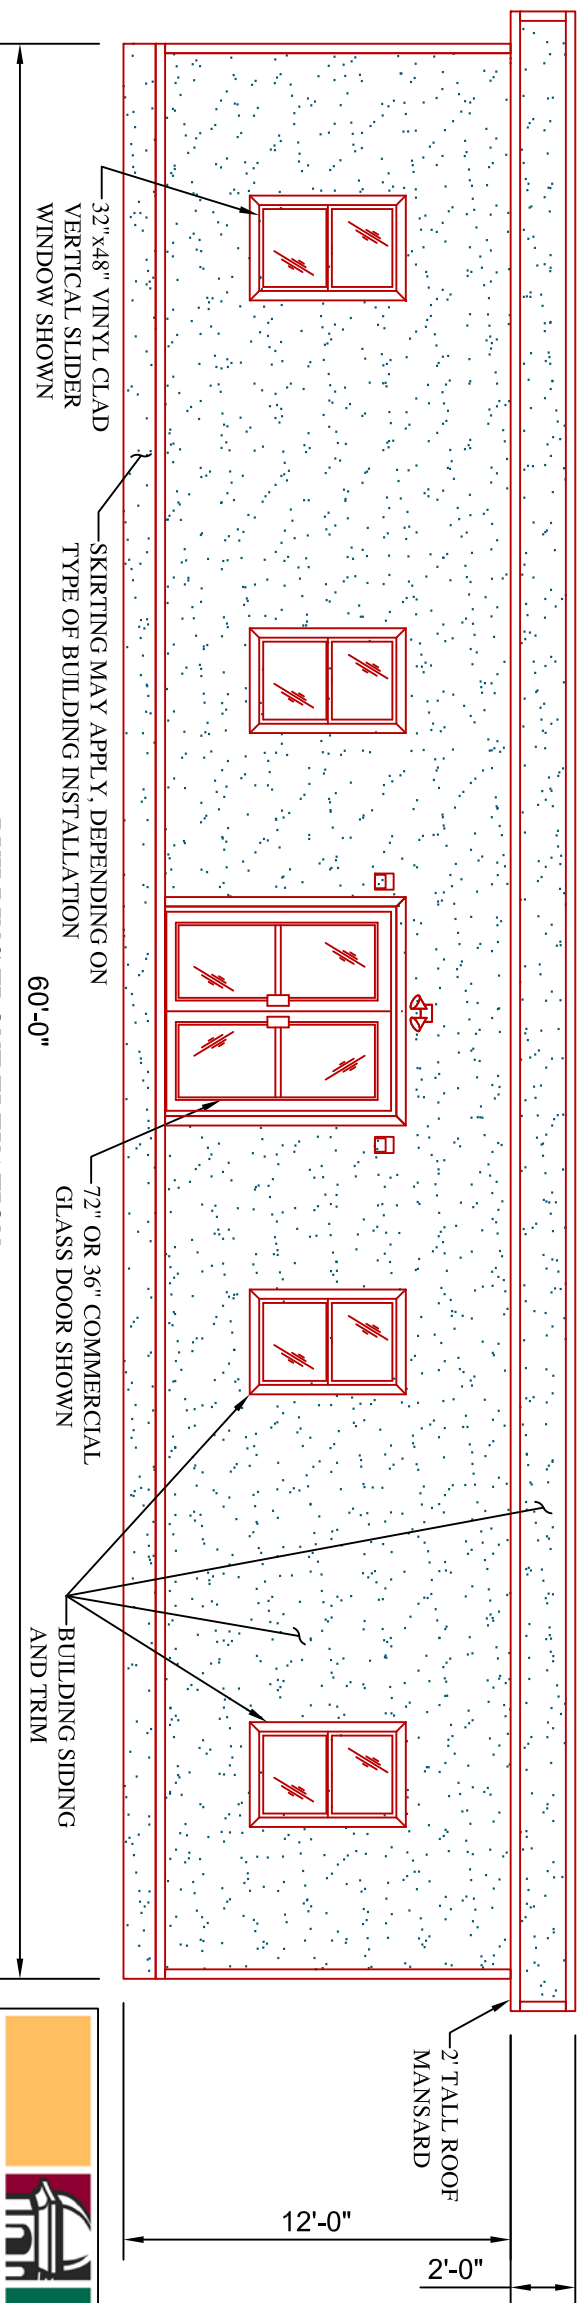 2' TALL ROOF
MANSARD
2'-0"
12'-0"
32"x48" VINYL CLAD
VERTICAL SLIDER
WINDOW SHOWN
SKIRTING MAY APPLY, DEPENDING ON
TYPE OF BUILDING INSTALLATION
72" OR 36" COMMERCIAL
GLASS DOOR SHOWN
BUILDING SIDING
AND TRIM
60'-0"